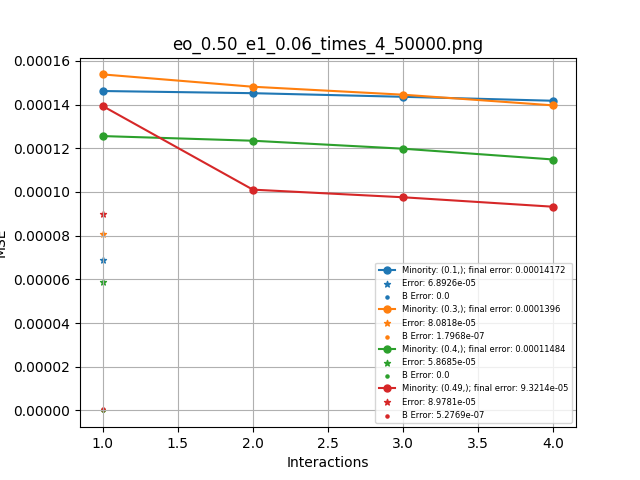 eo_0.50_e1_0.06_times_4_50000.png
MSE
0.00016
0.00014
0.00012
0.00010
0.00008
0.00006
0.00004
0.00002
0.00000
Minority: (0.1,); final error: 0.00014172
Error: 6.8926e-05
B Error: 0.0
Minority: (0.3,); final error: 0.0001396
Error: 8.0818e-05
B Error: 1.7968e-07
Minority: (0.4,); final error: 0.00011484
Error: 5.8685e-05
B Error: 0.0
Minority: (0.49,); final error: 9.3214e-05
Error: 8.9781e-05
B Error: 5.2769e-07
1.0 1.5 2.0 2.5 3.0 3.5 4.0
Interactions